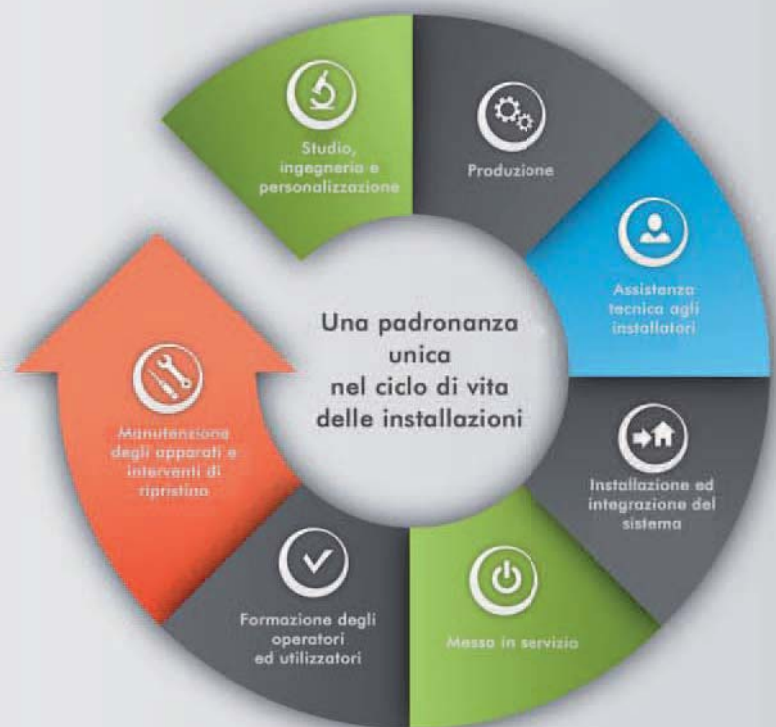 Studio,
ingegneria e
personalizzazione
Produzione
Assistenza
tecnica agli
installatori
Installazione ed
integrazione del
sistema
Messa in servizio
Formazione degli
operatori
ed utilizzatori
Manutenzione
degli apparati e
interventi di
ripristino
Una padronanza
unica
nel ciclo di vita
delle installazioni